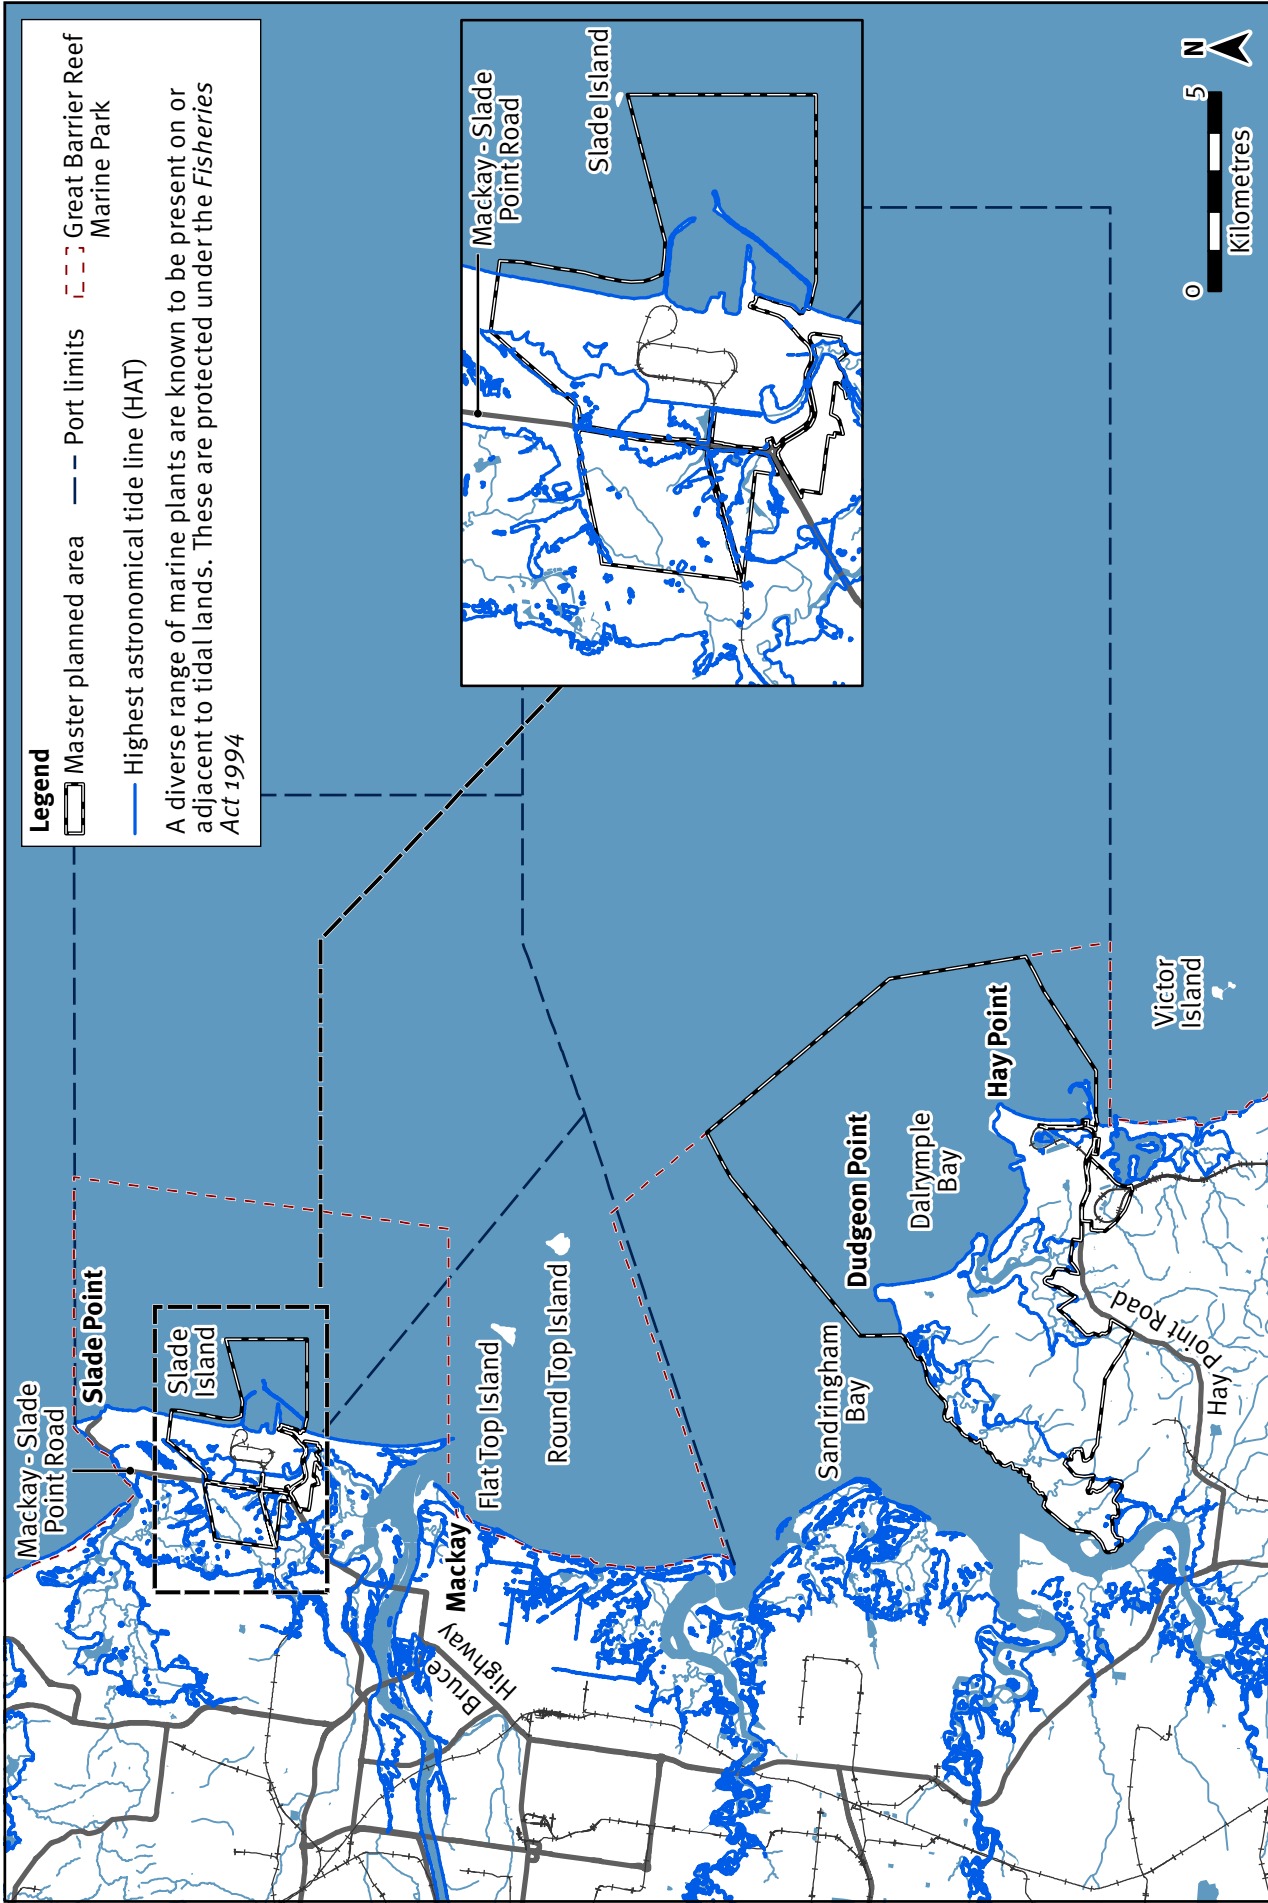 Legend
Master planned area
Port limits
Great Barrier Reef
Marine Park
Highest astronomical tide line (HAT)
A diverse range of marine plants are known to be present on or
adjacent to tidal lands. These are protected under the Fisheries
Act 1994
Mackay - Slade
Point Road
Slade Point
Slade
Island
Mackay
Bruce
Highway
Flat Top Island
Round Top Island
Sandringham
Bay
Dudgeon Point
Dalrymple
Bay
Hay Point
Hay Point Road
Victor
Island
Mackay - Slade
Point Road
Slade Island
0 5
Kilometres
N